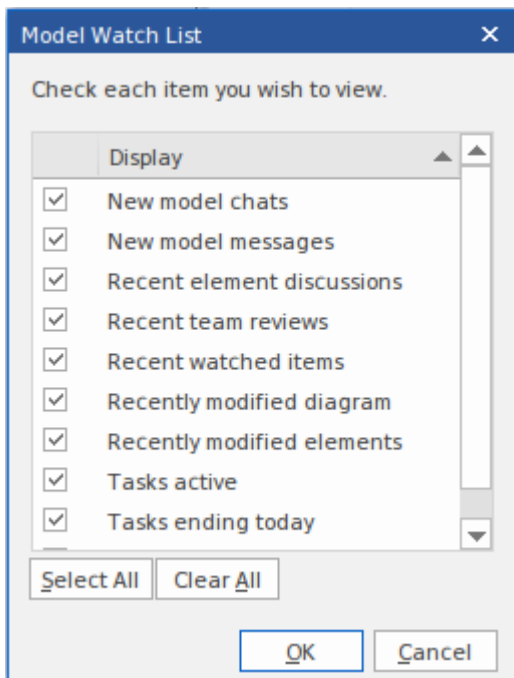 Model Watch List
Check each item you wish to view.
Display
New model chats
New model messages
Recent element discussions
Recent team reviews
Recent watched items
Recently modified diagram
Recently modified elements
Tasks active
Tasks ending today
Select All Clear All
OK Cancel